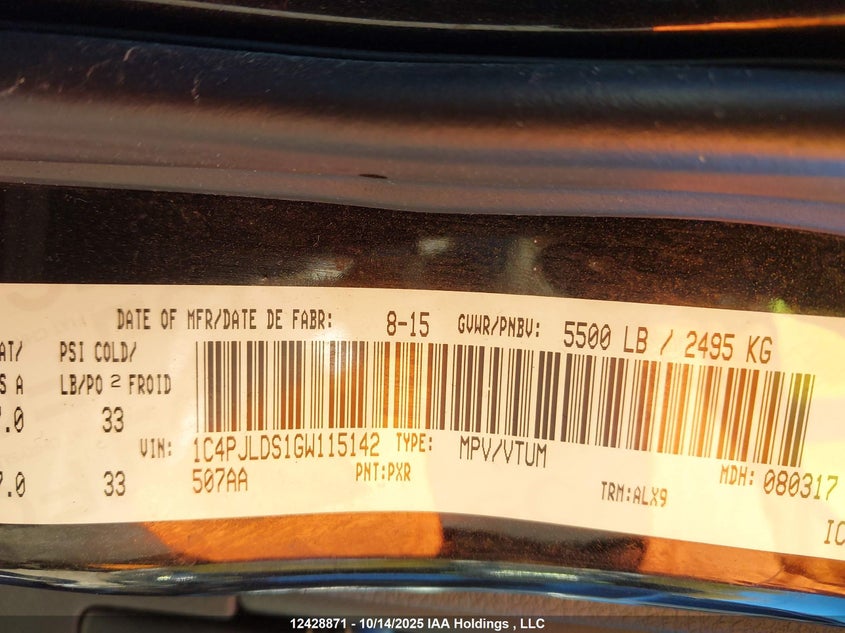 DATE OF MFR/DATE DE FABR: 8-15 GVWR/PNBV: 5500 LB / 2495 KG
AT/ PSI COLD/
S A LB/PO 2 FROID
7.0 33
VIN: 1C4PJLDS1GW115142 TYPE: MPV/VTUM
7.0 33 507AA PNT:PXR TRM:ALX9 MDH: 080317
IC
12428871 - 10/14/2025 IAA Holdings , LLC